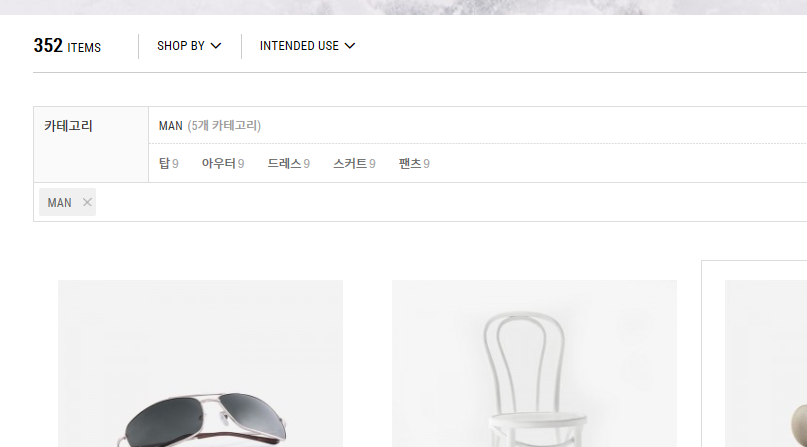 352 ITEMS SHOP BY INTENDED USE
카테고리 MAN (5개 카테고리)
탑 9 아우터 9 드레스 9 스커트 9 팬츠 9
MAN ×